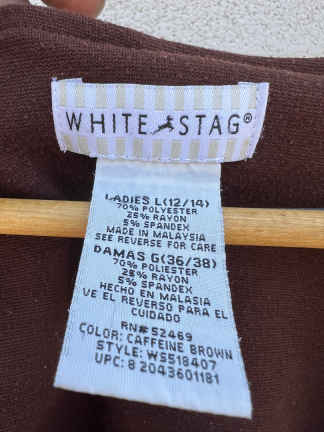 WHITE STAG®
LADIES L(12/14)
70% POLYESTER
25% RAYON
5% SPANDEX
MADE IN MALAYSIA
SEE REVERSE FOR CARE
DAMAS G(36/38)
70% POLYESTER
25% RAYON
5% SPANDEX
HECHO EN MALASIA
VE EL REVERSO PARA EL
CUIDADO
RN# 52469
COLOR: CAFFEINE BROWN
STYLE: WS518407
UPC: 8 2043601181